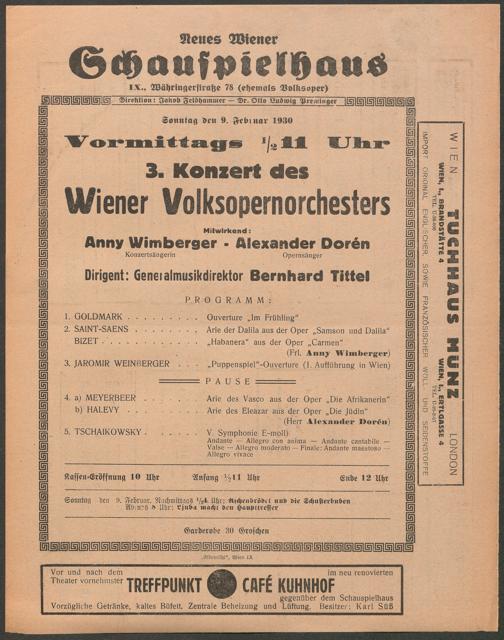 Neues Wiener
Schauspielhaus
IX., Währingerstraße 78 (ehemals Volksoper)
Direktion: Jakob Feldhammer — Dr. Otto Ludwig Preminger
Sonntag den 9. Februar 1930
Vormittags ½11 Uhr
3. Konzert des
Wiener Volksopernorchesters
Mitwirkend:
Anny Wimberger - Alexander Dorén
Konzertsängerin Opernsänger
Dirigent: Generalmusikdirektor Bernhard Tittel
PROGRAMM:
1. GOLDMARK . . . . . . . . . Ouverture „Im Frühling"
2. SAINT-SAENS . . . . . . . . Arie der Dalila aus der Oper „Samson und Dalila"
BIZET . . . . . . . . . . . „Habanera" aus der Oper „Carmen"
(Frl. Anny Wimberger)
3. JAROMIR WEINBERGER . . . . „Puppenspiel"-Ouverture (1. Aufführung in Wien)
PAUSE
4. a) MEYERBEER . . . . . . . . Arie des Vasco aus der Oper „Die Afrikanerin"
b) HALEVY . . . . . . . . . Arie des Eleazar aus der Oper „Die Jüdin"
(Herr Alexander Dorén)
5. TSCHAIKOWSKY . . . . . . . V. Symphonie E-moll)
Andante — Allegro con anima — Andante cantabile —
Valse — Allegro moderato — Finale: Andante maestoso —
Allegro vivace
Kassen-Eröffnung 10 Uhr Anfang ½11 Uhr Ende 12 Uhr
Sonntag den 9. Februar, Nachmittags ½4 Uhr: Aschenbrödel und die Schusterbuben
Abends 8 Uhr: Ljuba macht den Haupttreffer
Garderobe 30 Groschen
Wien IX
WIEN TUCHHAUS MÜNZ LONDON
WIEN, I., BRANDSTÄTTE 4 WIEN, I., ERTLGASSE 4
IMPORT ORIGINAL ENGLISCHER, SOWIE FRANZÖSISCHER WOLL- UND SEIDENSTOFFE
Vor und nach dem
Theater vornehmster TREFFPUNKT CAFÉ KUHNHOF im neu renovierten
gegenüber dem Schauspielhaus
Vorzügliche Getränke, kaltes Büfett, Zentrale Beheizung und Lüftung, Besitzer: Karl Süß